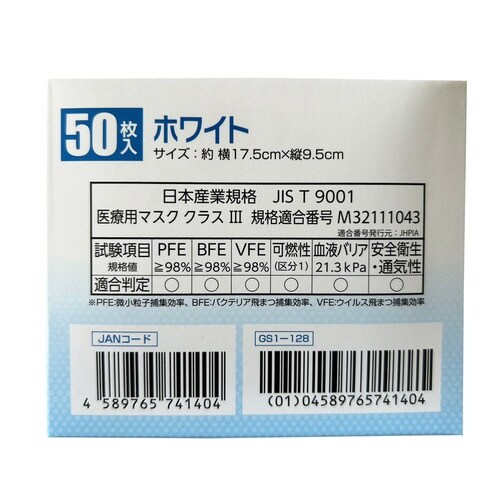 50枚入 ホワイト
サイズ：約 横17.5cm×縦9.5cm
日本産業規格 JIS T 9001
医療用マスク クラス Ⅲ 規格適合番号 M32111043
適合番号発行元：JHPIA
試験項目 PFE BFE VFE 可燃性 血液バリア 安全衛生
規格値 ≧98% ≧98% ≧98% (区分1) 21.3kPa ・通気性
適合判定 ○ ○ ○ ○ ○ ○
※PFE:微小粒子捕集効率、BFE:バクテリア飛まつ捕集効率、VFE:ウイルス飛まつ捕集効率。
JANコード GS1-128
4 589765 741404 (01)04589765741404